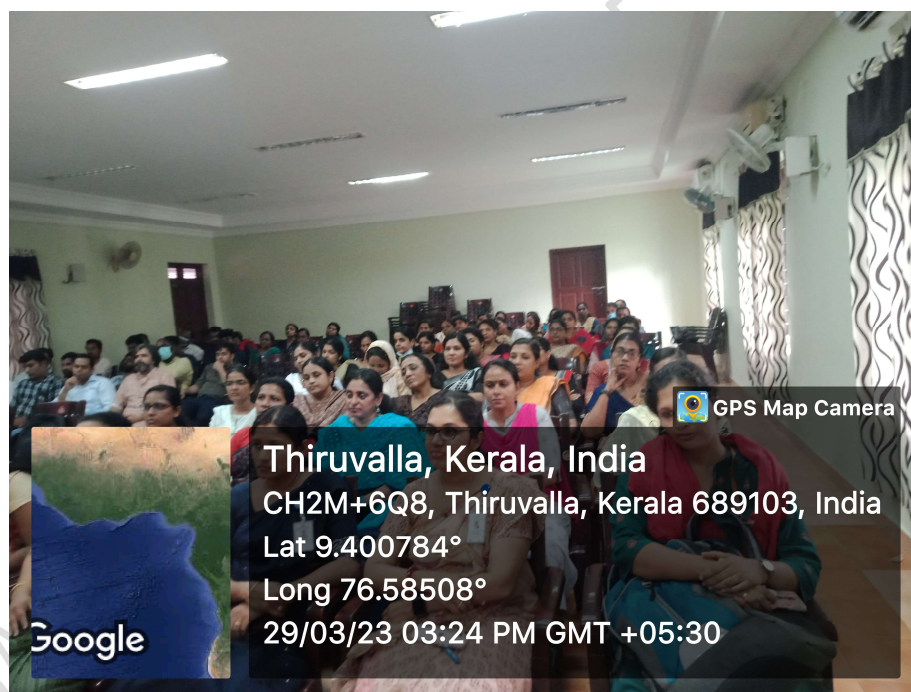 GPS Map Camera
Thiruvalla, Kerala, India
CH2M+6Q8, Thiruvalla, Kerala 689103, India
Lat 9.400784°
Long 76.58508°
29/03/23 03:24 PM GMT +05:30
Google